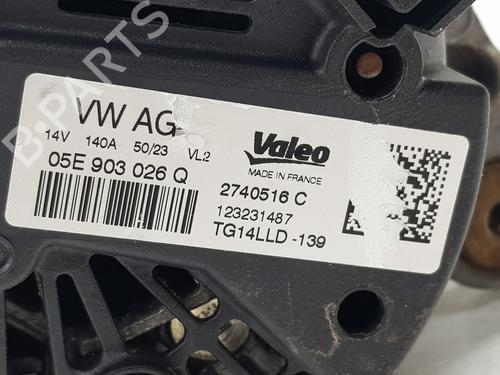 VW AG
14V 140A 50/23 VL2
05E 903 026 Q
Valeo
MADE IN FRANCE
2740516 C
123231487
TG14LLD -139
B-PARTS